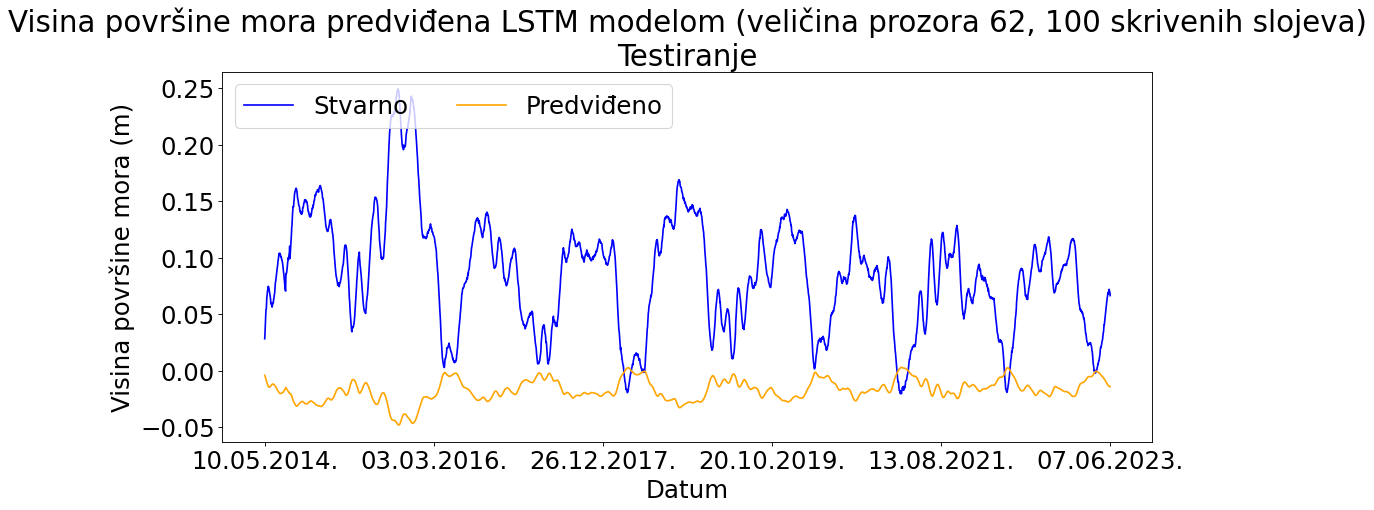 Visina površine mora predviđena LSTM modelom (veličina prozora 62, 100 skrivenih slojeva)
Testiranje
Stvarno Predviđeno
Visina površine mora (m)
0.25
0.20
0.15
0.10
0.05
0.00
−0.05
10.05.2014. 03.03.2016. 26.12.2017. 20.10.2019. 13.08.2021. 07.06.2023.
Datum